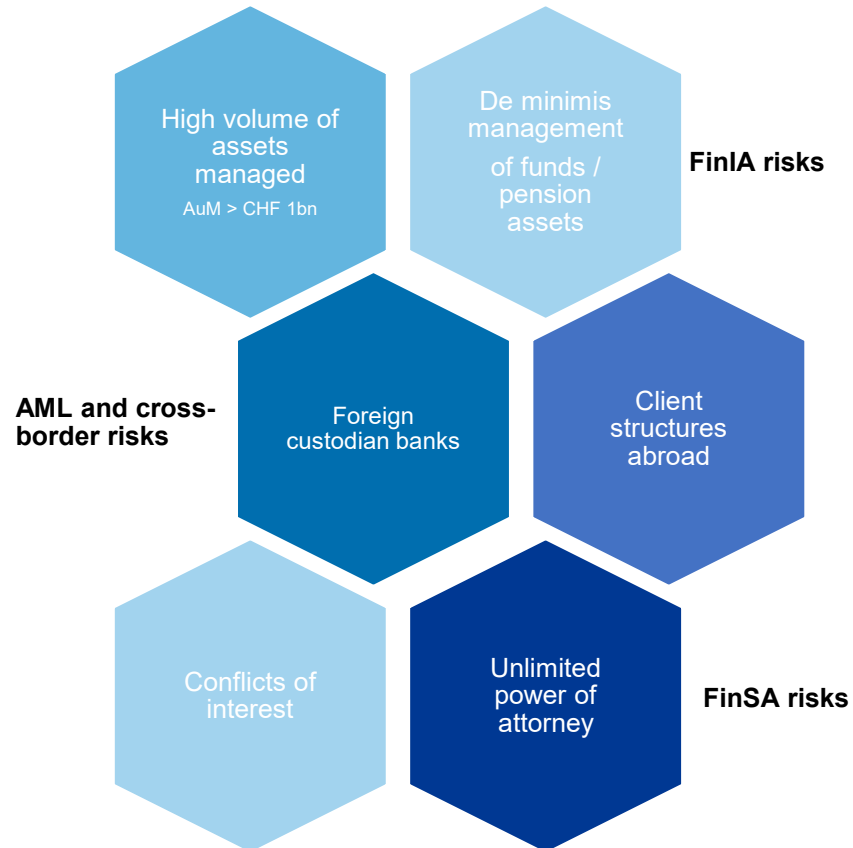 High volume of
assets
managed
AuM > CHF 1bn
De minimis
management
of funds /
pension
assets
FinIA risks
AML and cross-
border risks
Foreign
custodian banks
Client
structures
abroad
Conflicts of
interest
Unlimited
power of
attorney
FinSA risks